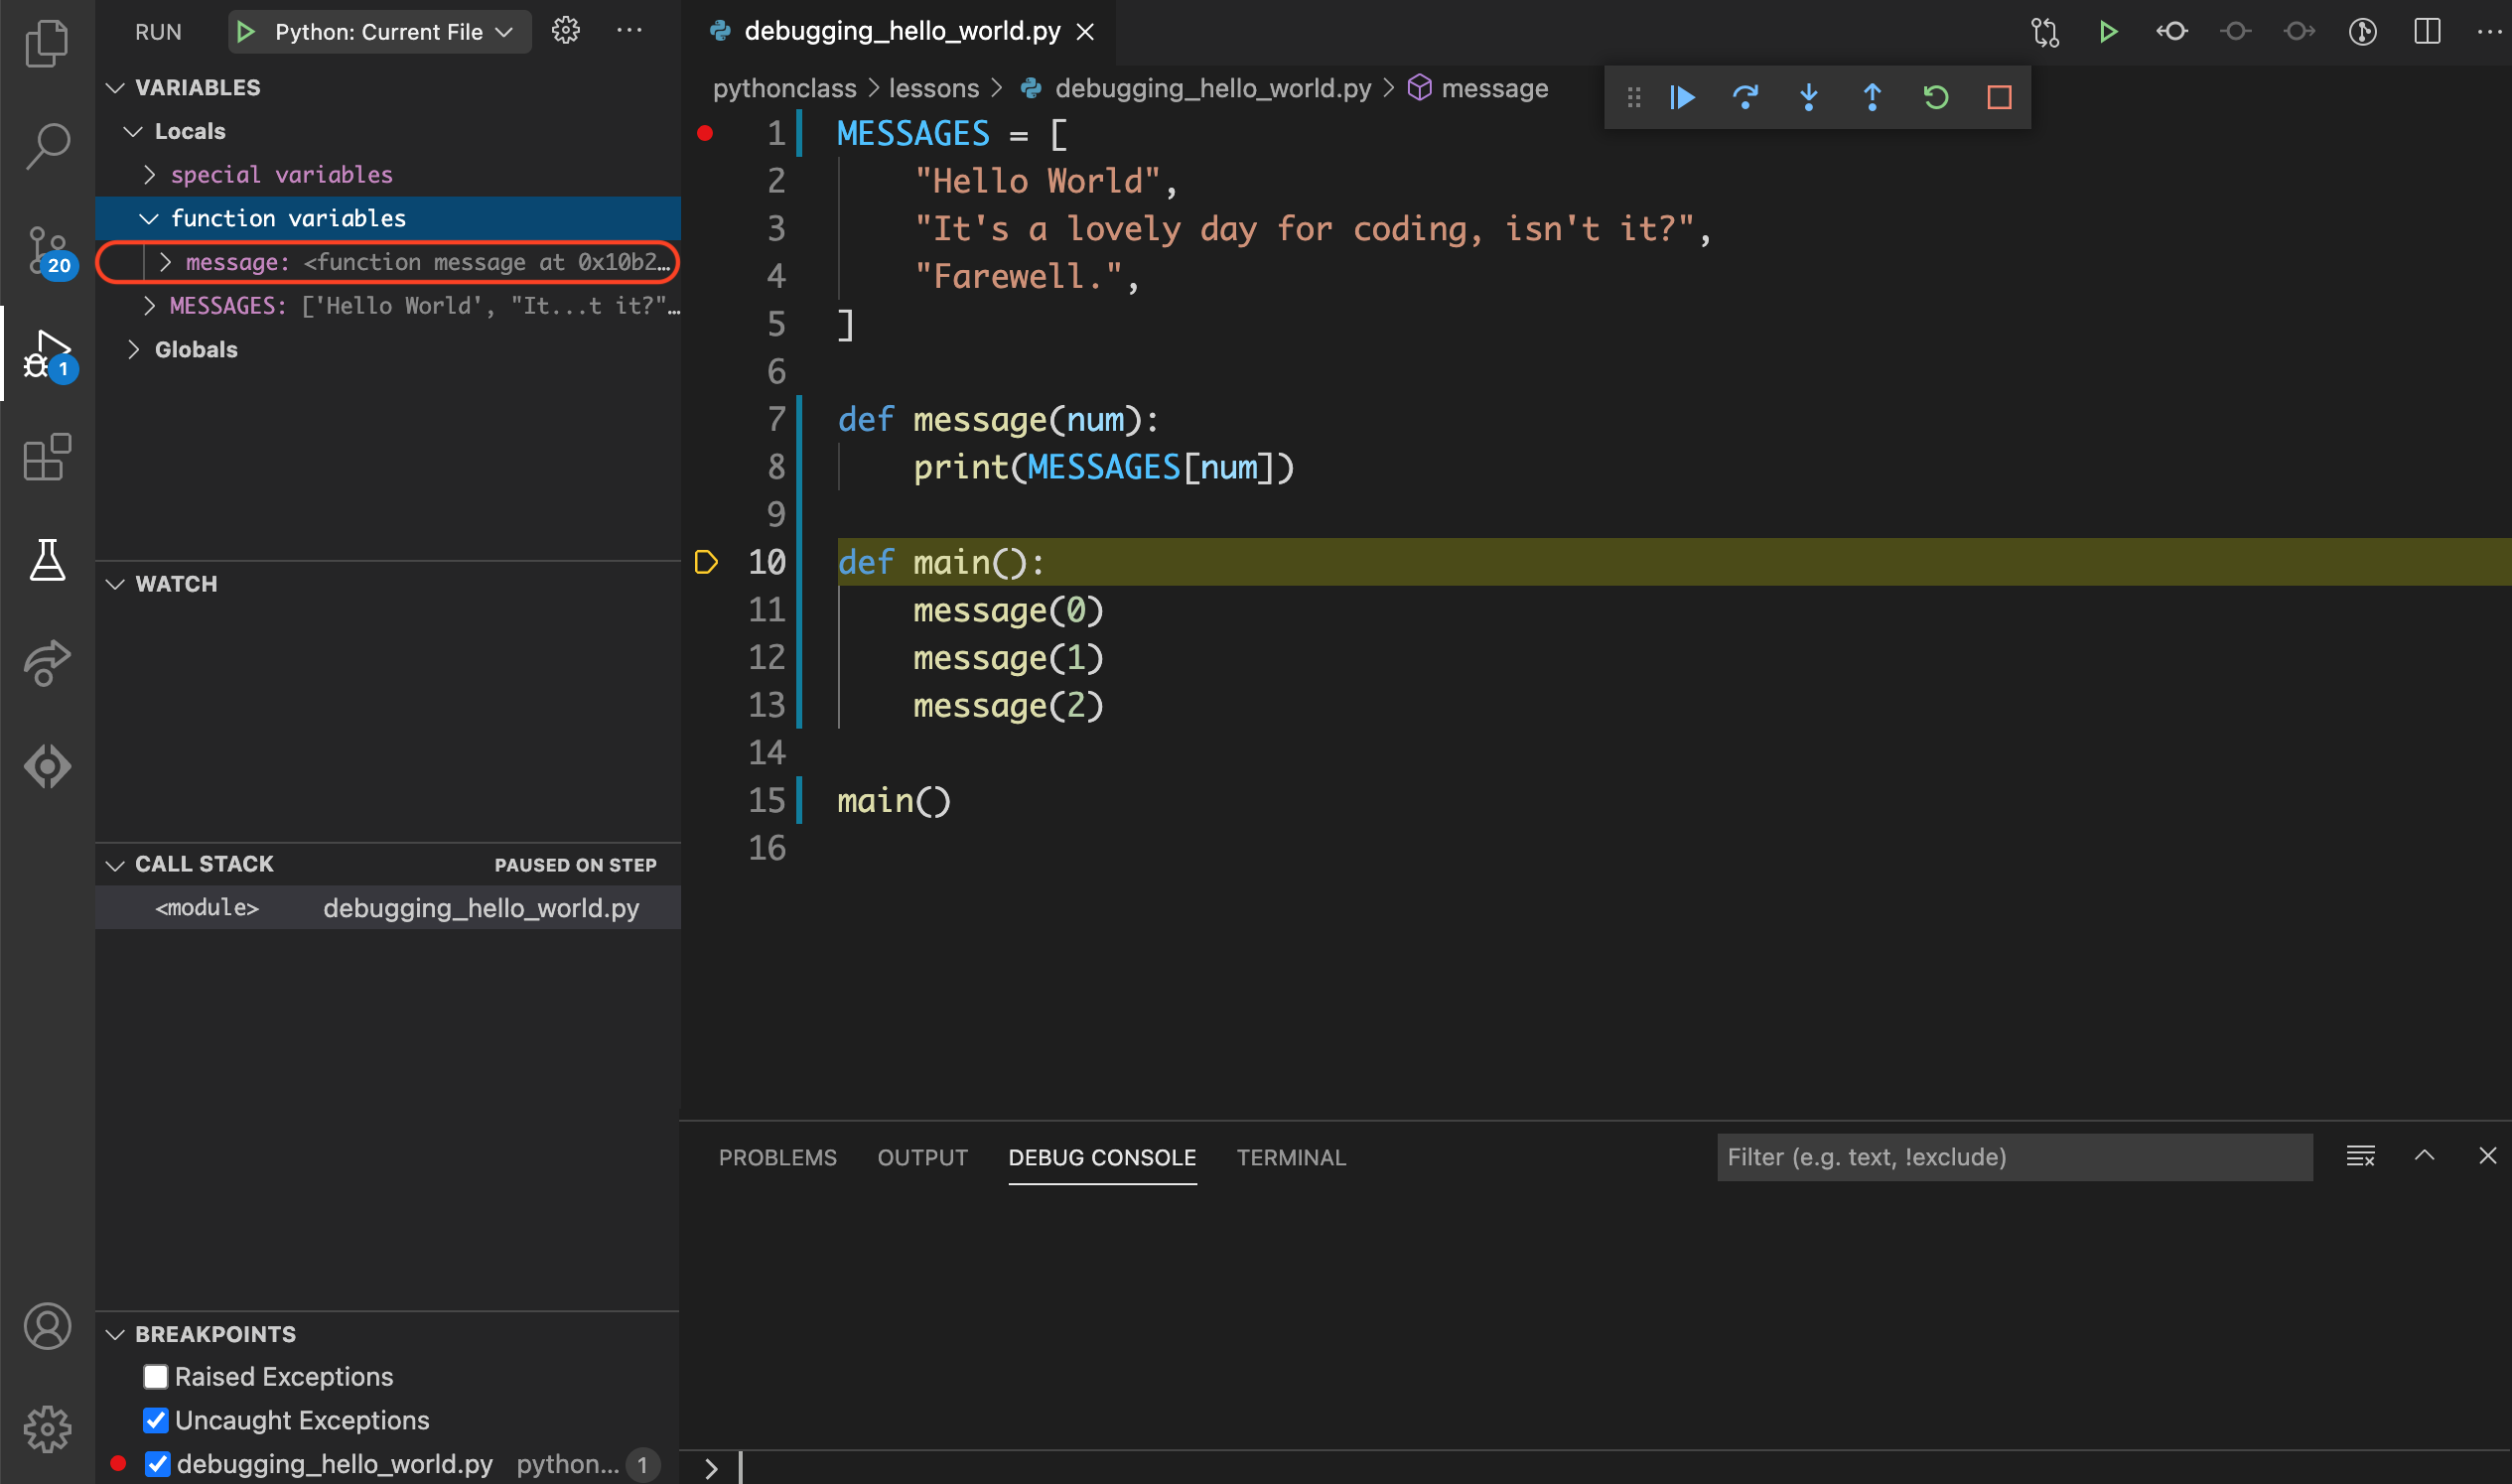 RUN
Python: Current File
VARIABLES
Locals
special variables
function variables
message: <function message at 0x10b2…
MESSAGES: ['Hello World', "It...t it?"…
Globals
20
1
WATCH
CALL STACK
PAUSED ON STEP
<module>
debugging_hello_world.py
BREAKPOINTS
Raised Exceptions
Uncaught Exceptions
debugging_hello_world.py python... 1
debugging_hello_world.py
pythonclass > lessons > debugging_hello_world.py > message
1 MESSAGES = [
2     "Hello World",
3     "It's a lovely day for coding, isn't it?",
4     "Farewell.",
5 ]
6
7 def message(num):
8     print(MESSAGES[num])
9
10 def main():
11     message(0)
12     message(1)
13     message(2)
14
15 main()
16
PROBLEMS OUTPUT DEBUG CONSOLE TERMINAL
Filter (e.g. text, !exclude)